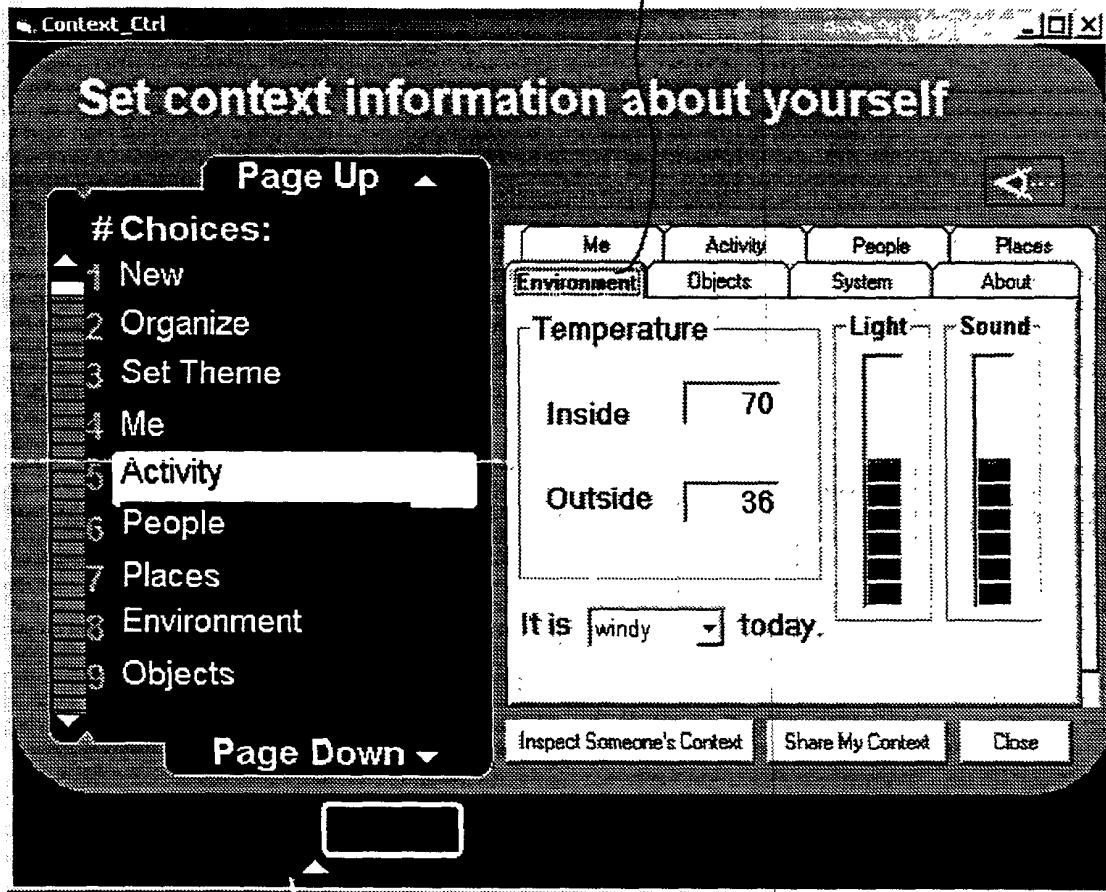 Context_Ctrl
Set context information about yourself
Page Up
# Choices:
1 New
2 Organize
3 Set Theme
4 Me
5 Activity
6 People
7 Places
8 Environment
9 Objects
Page Down
Me Activity People Places
Environment Objects System About
Temperature
Inside 70
Outside 36
Light
Sound
It is windy today.
Inspect Someone's Context Share My Context Close